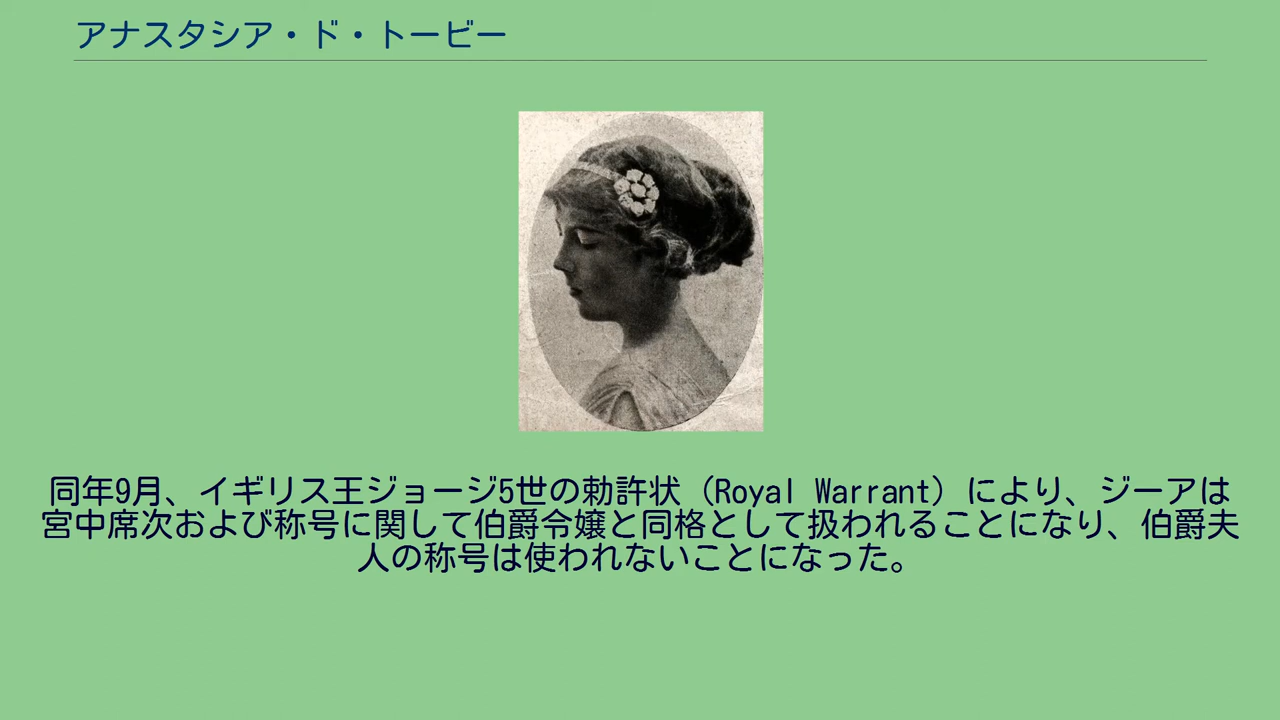 アナスタシア・ド・トービー
同年9月、イギリス王ジョージ5世の勅許状（Royal Warrant）により、ジーアは
宮中席次および称号に関して伯爵令嬢と同格として扱われることになり、伯爵夫
人の称号は使われないことになった。